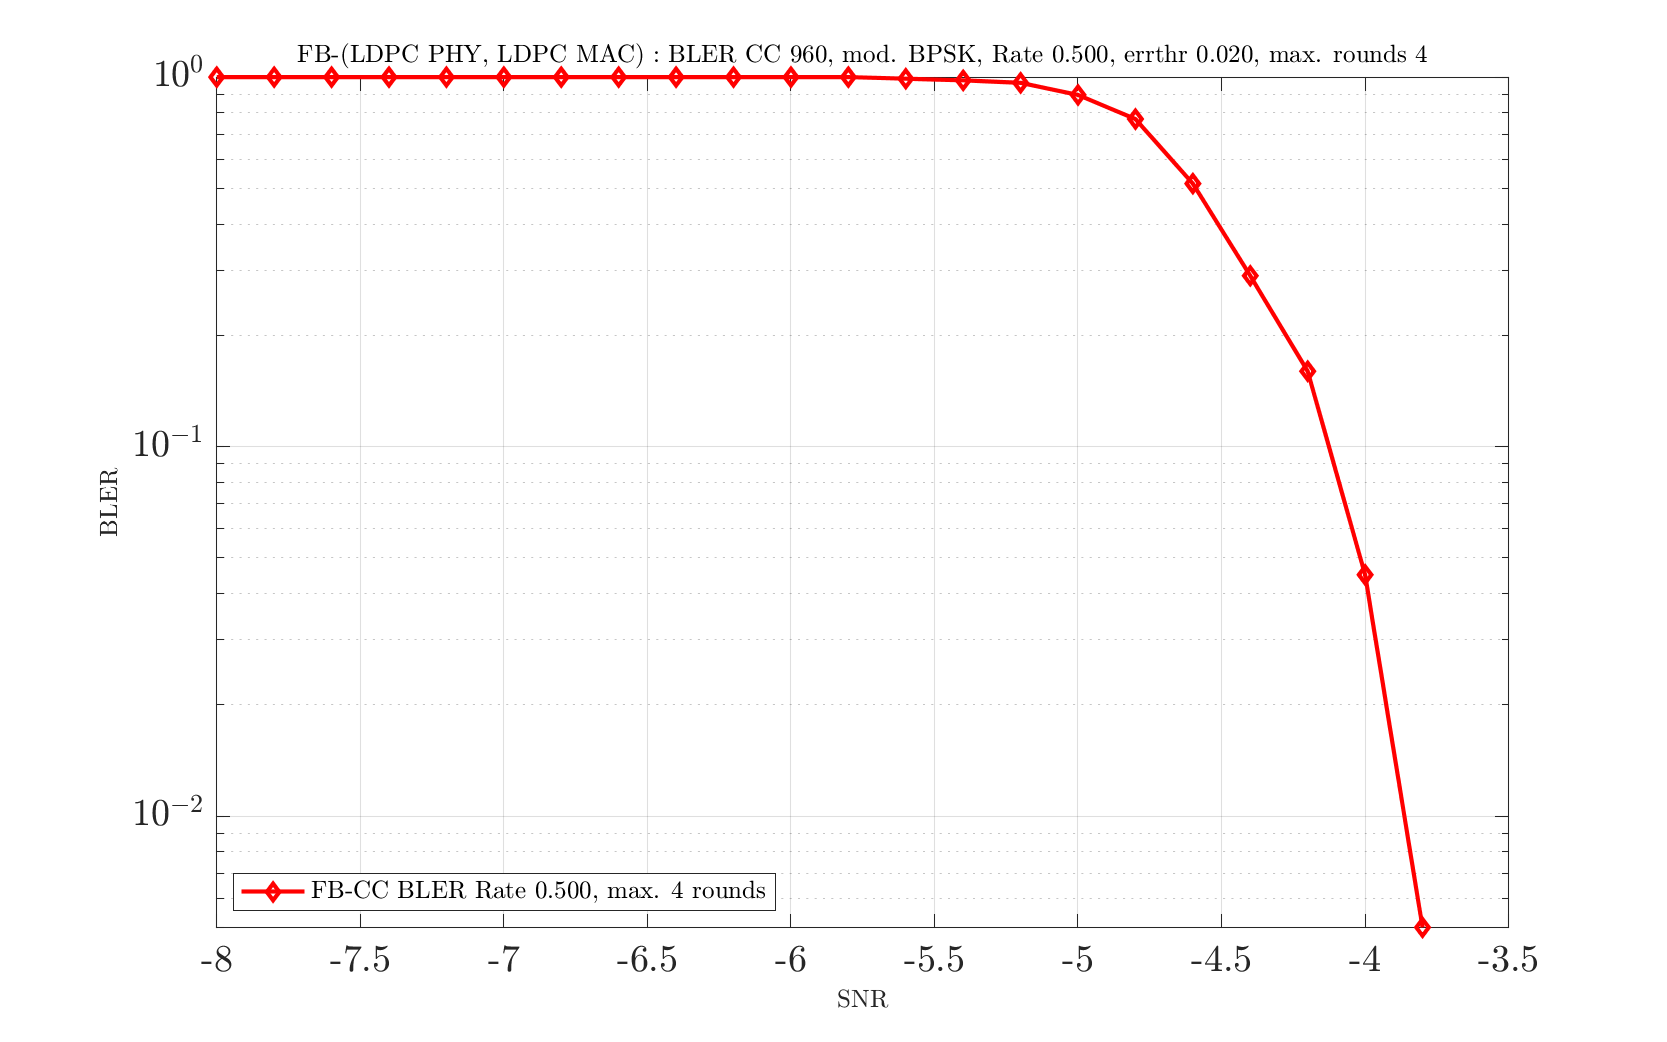 FB-(LDPC PHY, LDPC MAC) : BLER CC 960, mod. BPSK, Rate 0.500, errthr 0.020, max. rounds 4
10^0
10^{-1}
10^{-2}
BLER
FB-CC BLER Rate 0.500, max. 4 rounds
-8 -7.5 -7 -6.5 -6 -5.5 -5 -4.5 -4 -3.5
SNR